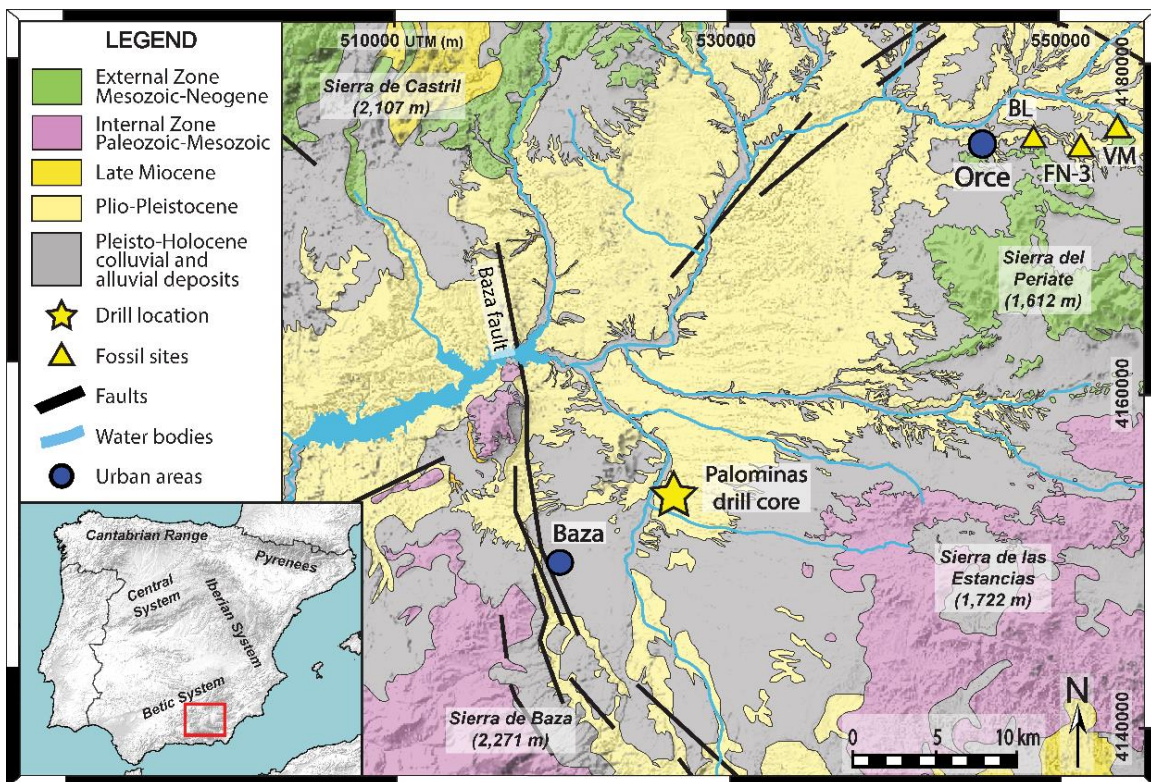 LEGEND
External Zone
Mesozoic-Neogene
Internal Zone
Paleozoic-Mesozoic
Late Miocene
Plio-Pleistocene
Pleisto-Holocene
colluvial and
alluvial deposits
Drill location
Fossil sites
Faults
Water bodies
Urban areas
510000 UTM (m)
530000
550000
4180000
4160000
4140000
Sierra de Castril
(2,107 m)
BL
VM
FN-3
Orce
Sierra del
Periate
(1,612 m)
Baza fault
Palominas
drill core
Baza
Sierra de las
Estancias
(1,722 m)
Sierra de Baza
(2,271 m)
N
0 5 10 km
Cantabrian Range
Pyrenees
Central
System
Iberian System
Betic System